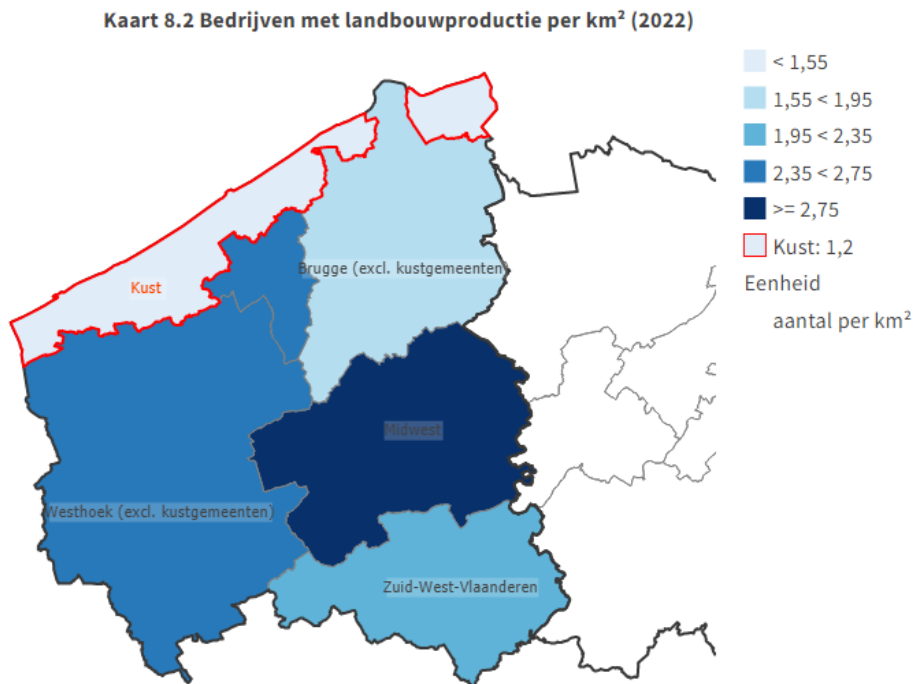 Kaart 8.2 Bedrijven met landbouwproductie per km² (2022)
< 1,55
1,55 < 1,95
1,95 < 2,35
2,35 < 2,75
>= 2,75
Kust: 1,2
Eenheid
aantal per km²
Brugge (excl. kustgemeenten)
Kust
Midwest
Westhoek (excl. kustgemeenten)
Zuid-West-Vlaanderen